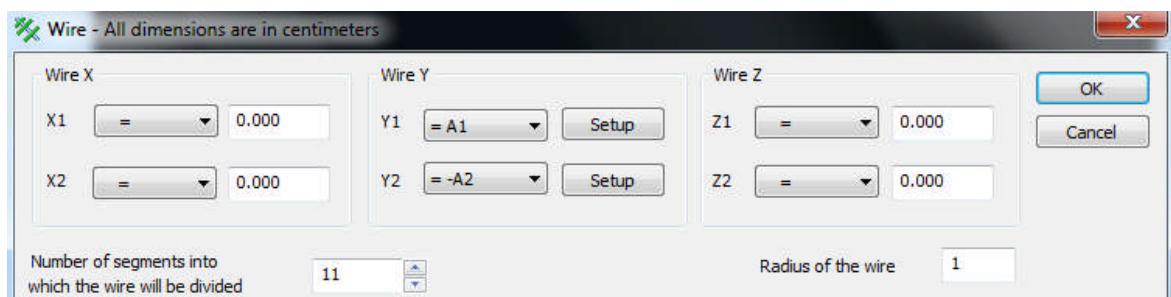 Wire - All dimensions are in centimeters
Wire X
Wire Y
Wire Z
OK
X1 = 0.000
Y1 = A1 Setup
Z1 = 0.000
Cancel
X2 = 0.000
Y2 = -A2 Setup
Z2 = 0.000
Number of segments into
which the wire will be divided
11
Radius of the wire
1